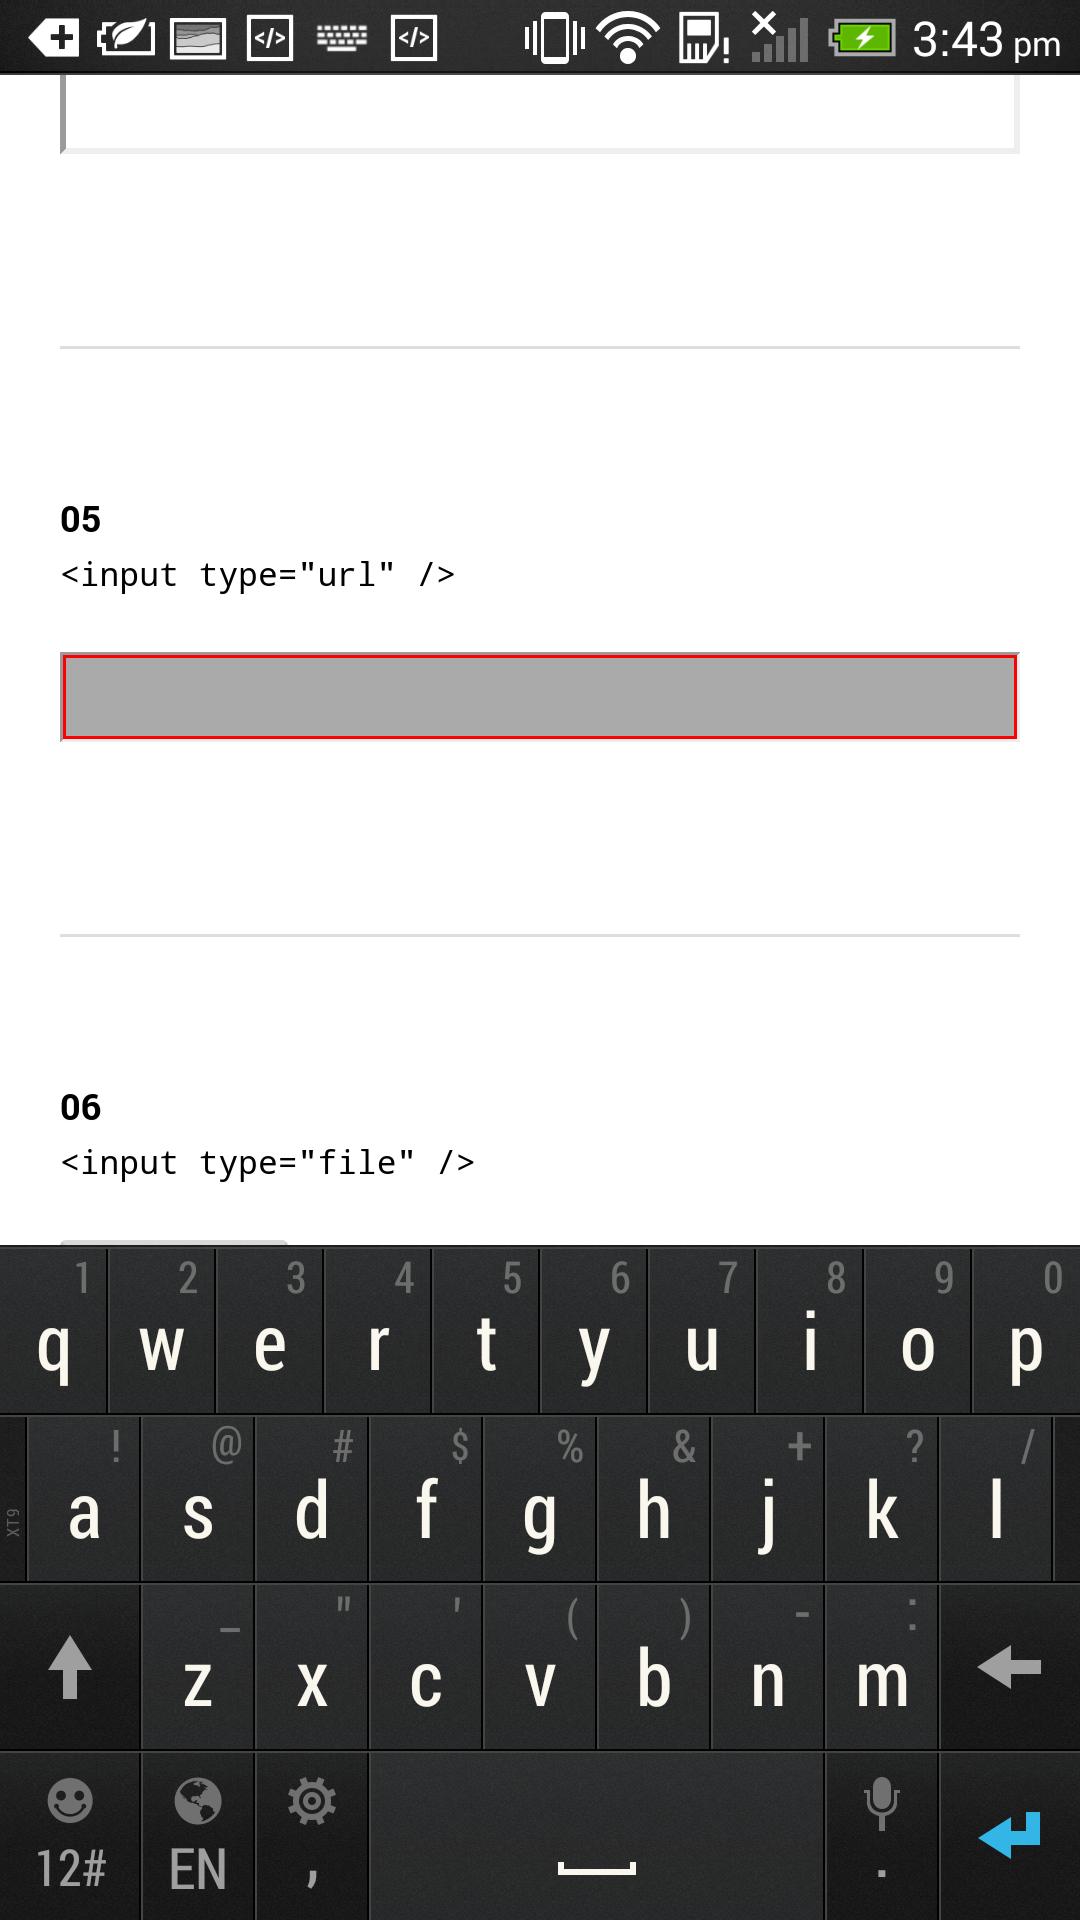 3:43 pm
05
<input type="url" />
06
<input type="file" />
1 2 3 4 5 6 7 8 9 0
q w e r t y u i o p
! @ # $ % & + ? /
XT9 a s d f g h j k l
_ " ' ( ) - :
z x c v b n m
12# EN , .